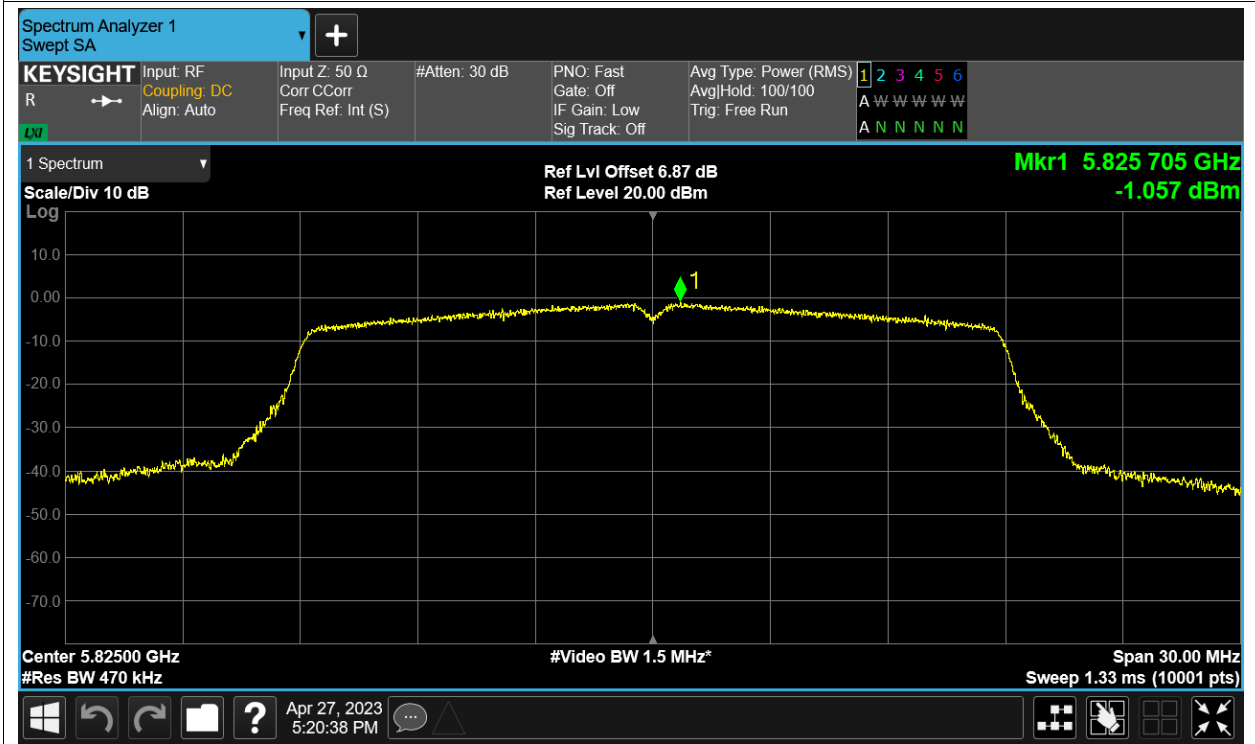 Spectrum Analyzer 1
Swept SA
+
KEYSIGHT
R
LXI
Input: RF
Coupling: DC
Align: Auto
Input Z: 50 Ω
Corr CCorr
Freq Ref: Int (S)
#Atten: 30 dB
PNO: Fast
Gate: Off
IF Gain: Low
Sig Track: Off
Avg Type: Power (RMS)
Avg|Hold: 100/100
Trig: Free Run
1 2 3 4 5 6
A W W W W W
A N N N N N
1 Spectrum
Scale/Div 10 dB
Log
Ref Lvl Offset 6.87 dB
Ref Level 20.00 dBm
Mkr1 5.825 705 GHz
-1.057 dBm
10.0
0.00
-10.0
-20.0
-30.0
-40.0
-50.0
-60.0
-70.0
1
Center 5.82500 GHz
#Res BW 470 kHz
#Video BW 1.5 MHz*
Span 30.00 MHz
Sweep 1.33 ms (10001 pts)
?
Apr 27, 2023
5:20:38 PM